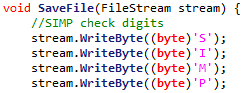 void SaveFile(FileStream stream) {
//SIMP check digits
stream.WriteByte((byte)'S');
stream.WriteByte((byte)'I');
stream.WriteByte((byte)'M');
stream.WriteByte((byte)'P');